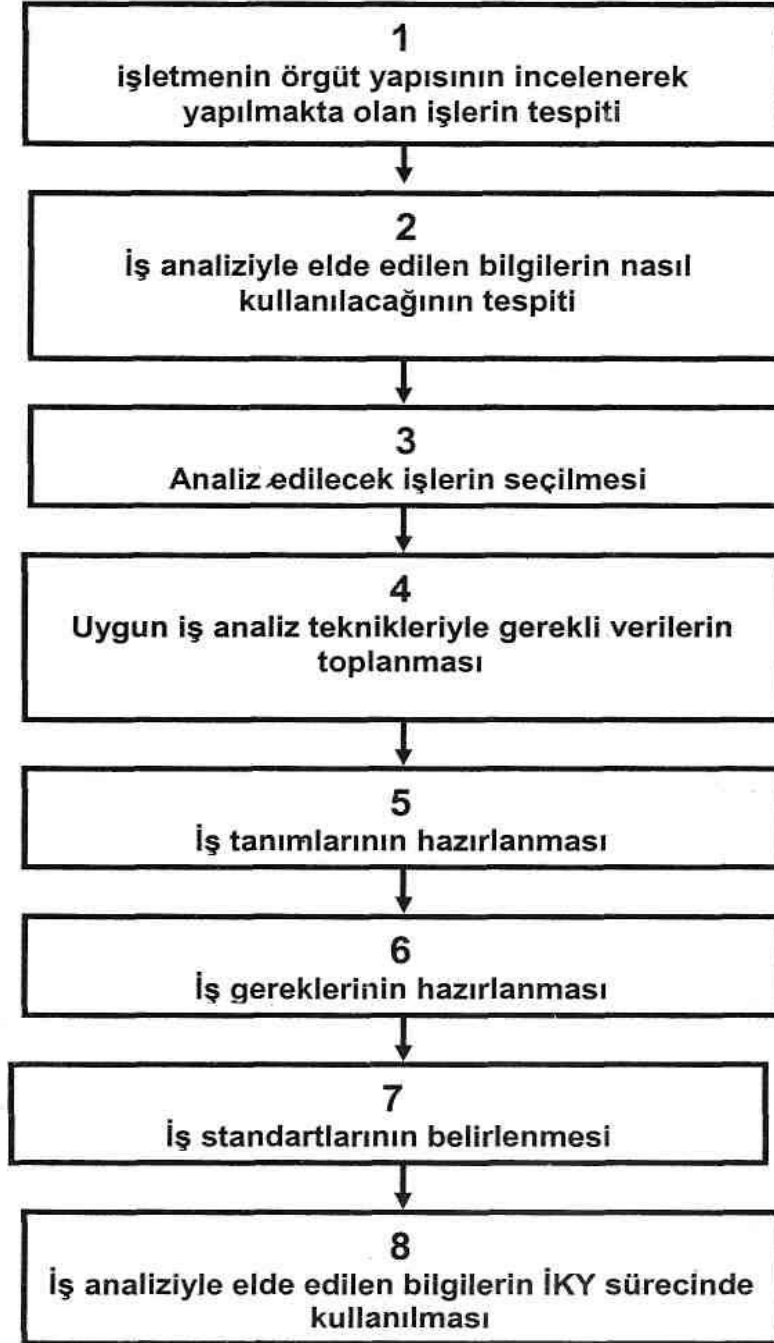 1
işletmenin örgüt yapısının incelenerek
yapılmakta olan işlerin tespiti
2
İş analiziyle elde edilen bilgilerin nasıl
kullanılacağının tespiti
3
Analiz edilecek işlerin seçilmesi
4
Uygun iş analiz teknikleriyle gerekli verilerin
toplanması
5
İş tanımlarının hazırlanması
6
İş gereklerinin hazırlanması
7
İş standartlarının belirlenmesi
8
İş analiziyle elde edilen bilgilerin İKY sürecinde
kullanılması